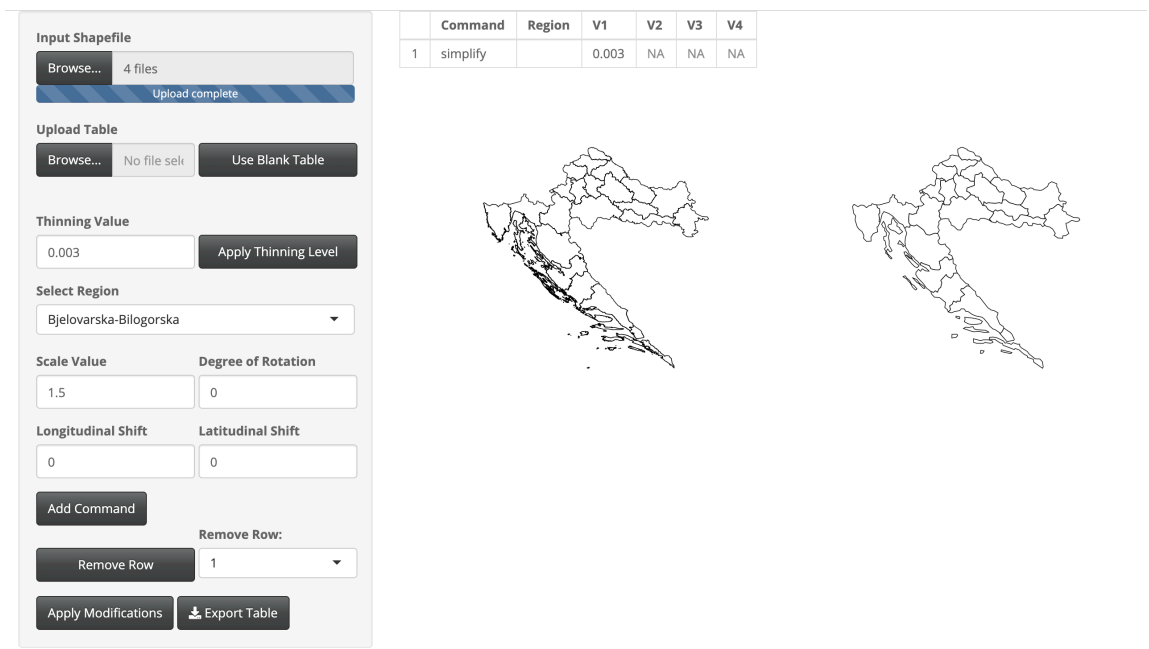 Input Shapefile
Browse... 4 files
Upload complete
Upload Table
Browse... No file sele Use Blank Table
Thinning Value
0.003 Apply Thinning Level
Select Region
Bjelovarska-Bilogorska
Scale Value Degree of Rotation
1.5 0
Longitudinal Shift Latitudinal Shift
0 0
Add Command
Remove Row:
Remove Row 1
Apply Modifications Export Table
Command Region V1 V2 V3 V4
1 simplify 0.003 NA NA NA